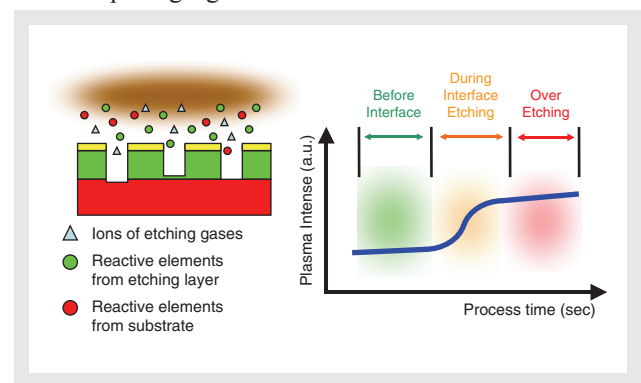 Ions of etching gases
Reactive elements
from etching layer
Reactive elements
from substrate
Before
Interface
During
Interface
Etching
Over
Etching
Plasma Intense (a.u.)
Process time (sec)